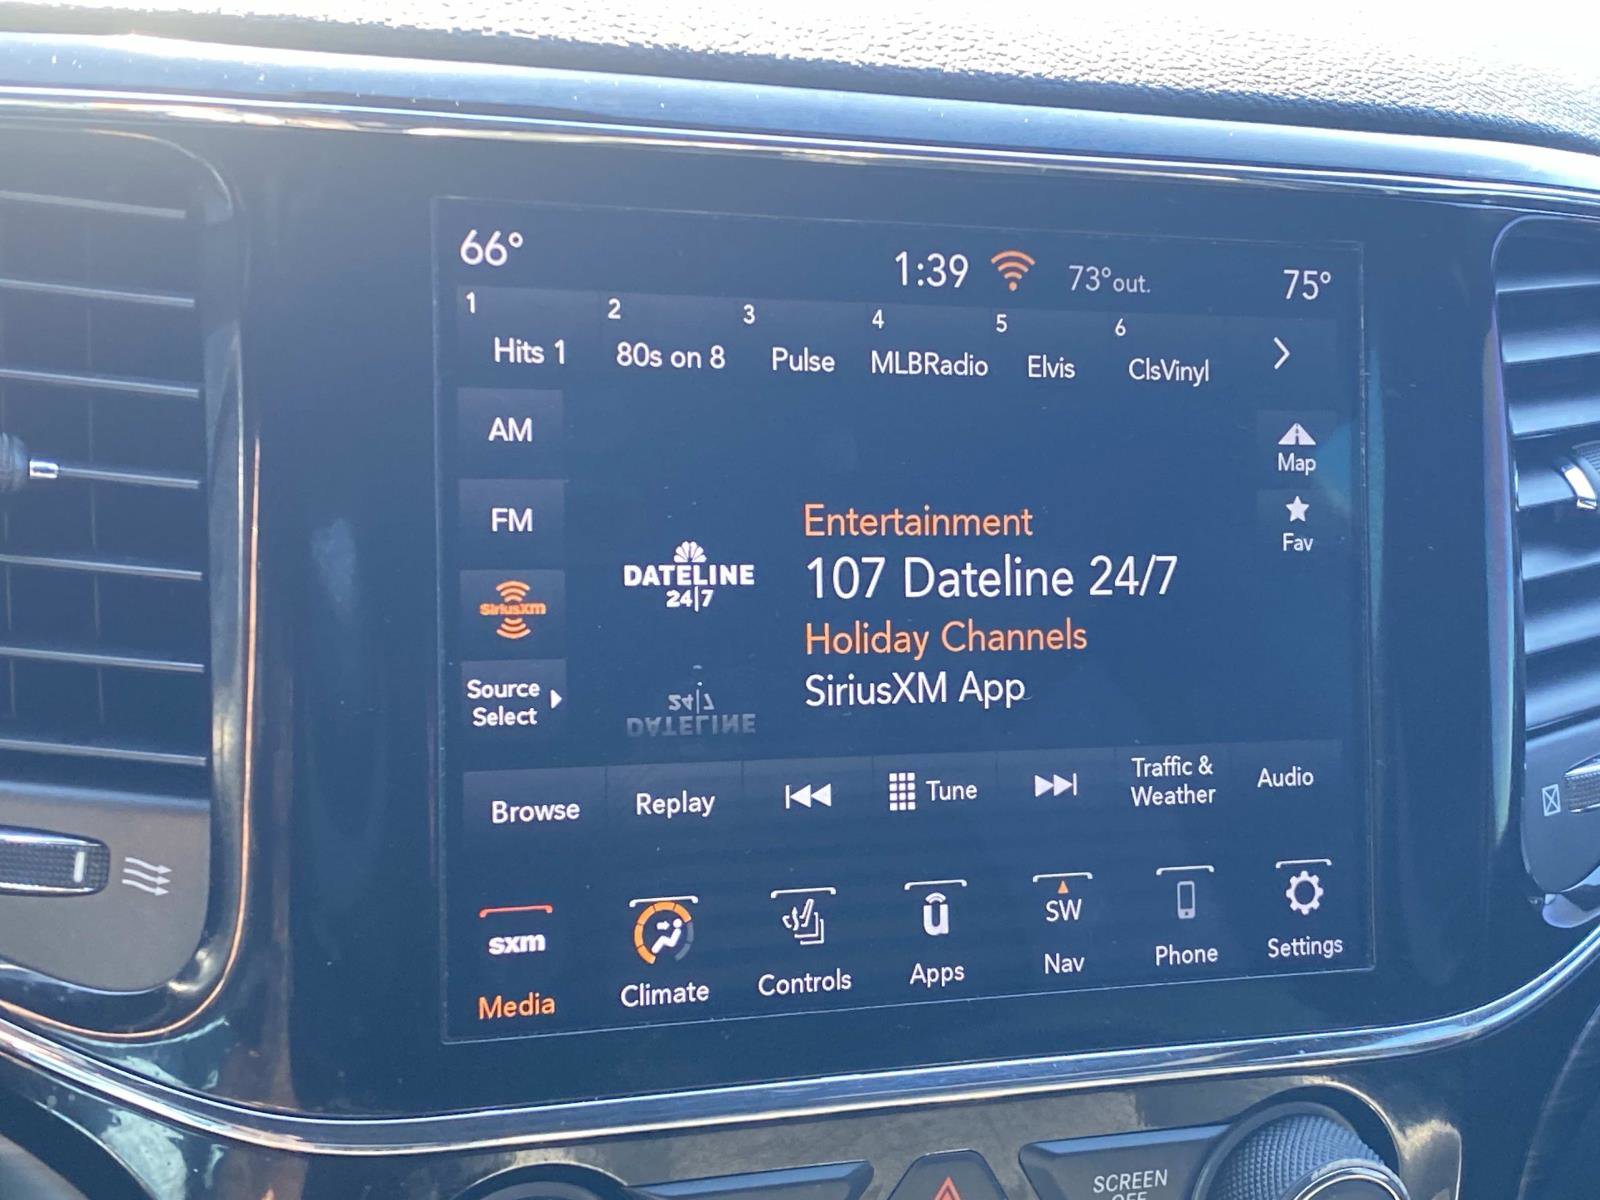 66°
1:39
73°out.
75°
1
Hits 1
2
80s on 8
3
Pulse
4
MLBRadio
5
Elvis
6
ClsVinyl
AM
FM
SiriusXM
Source
Select
DATELINE
24|7
Entertainment
107 Dateline 24/7
Holiday Channels
SiriusXM App
Map
Fav
Browse
Replay
Tune
Traffic &
Weather
Audio
sxm
Media
Climate
Controls
u
Apps
SW
Nav
Phone
Settings
SCREEN
OFF